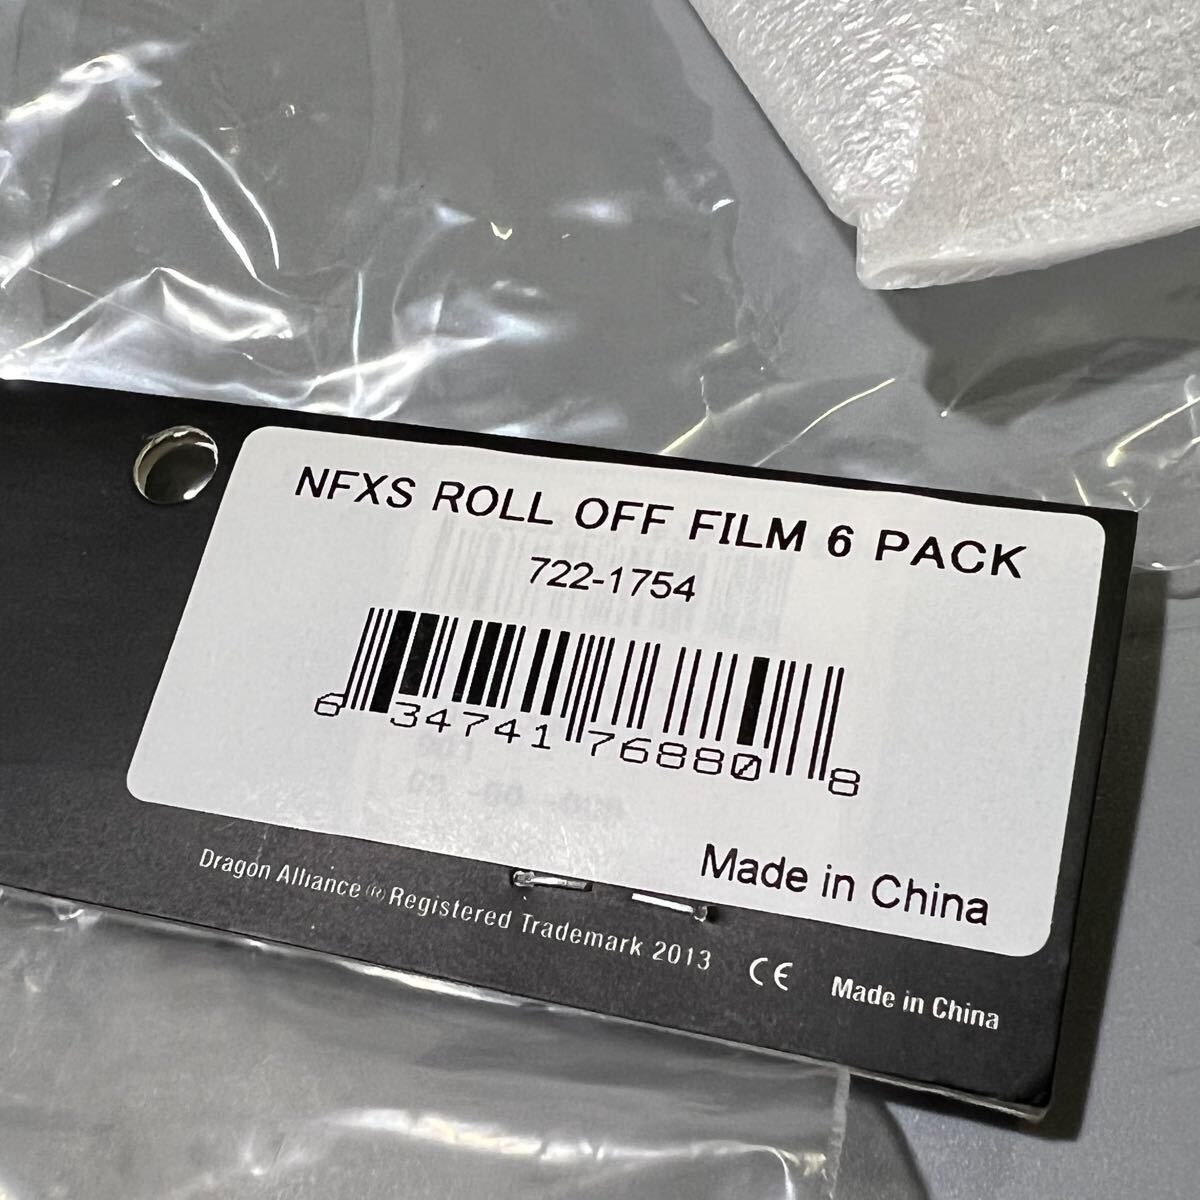 NFXS ROLL OFF FILM 6 PACK
722-1754
6 34741 76880 8
Made in China
Dragon Alliance (R) Registered Trademark 2013 CE Made in China